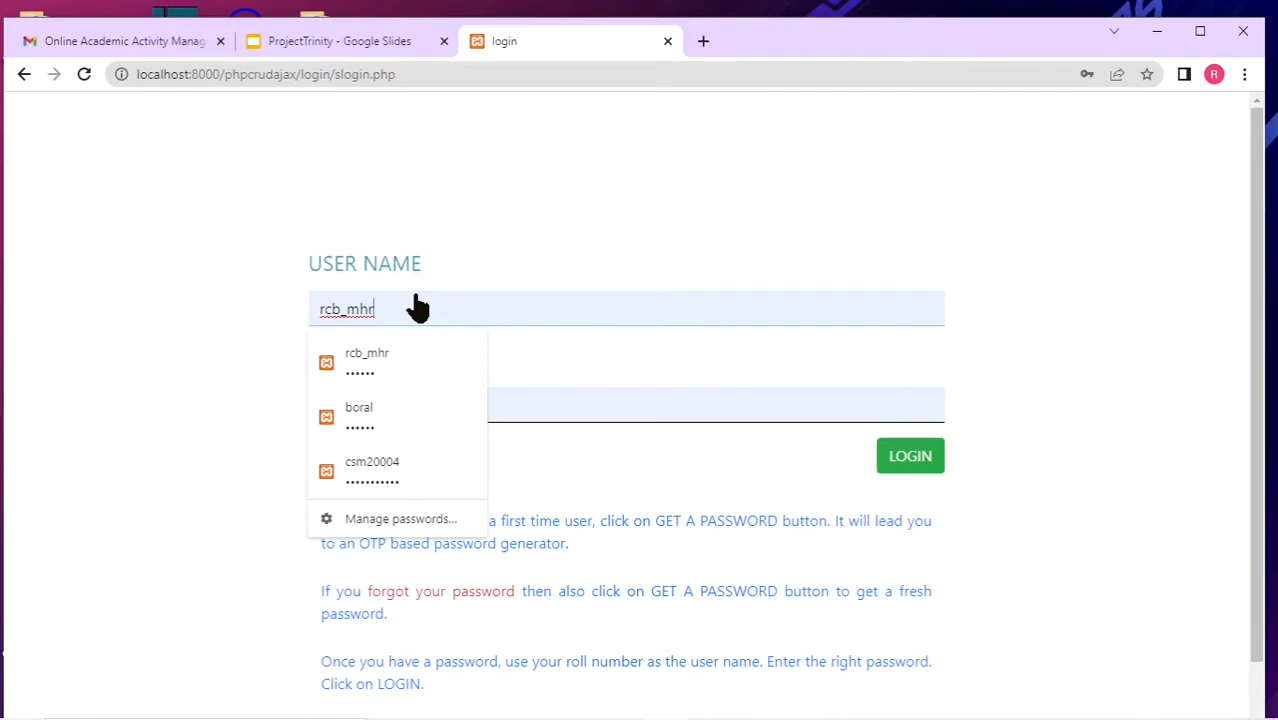 Online Academic Activity Manag
ProjectTrinity - Google Slides
login
localhost:8000/phpcrudajax/login/slogin.php
R
USER NAME
rcb_mhr
rcb_mhr
••••••
boral
••••••
csm20004
•••••••••••
Manage passwords...
LOGIN
a first time user, click on GET A PASSWORD button. It will lead you
to an OTP based password generator.
If you forgot your password then also click on GET A PASSWORD button to get a fresh
password.
Once you have a password, use your roll number as the user name. Enter the right password.
Click on LOGIN.